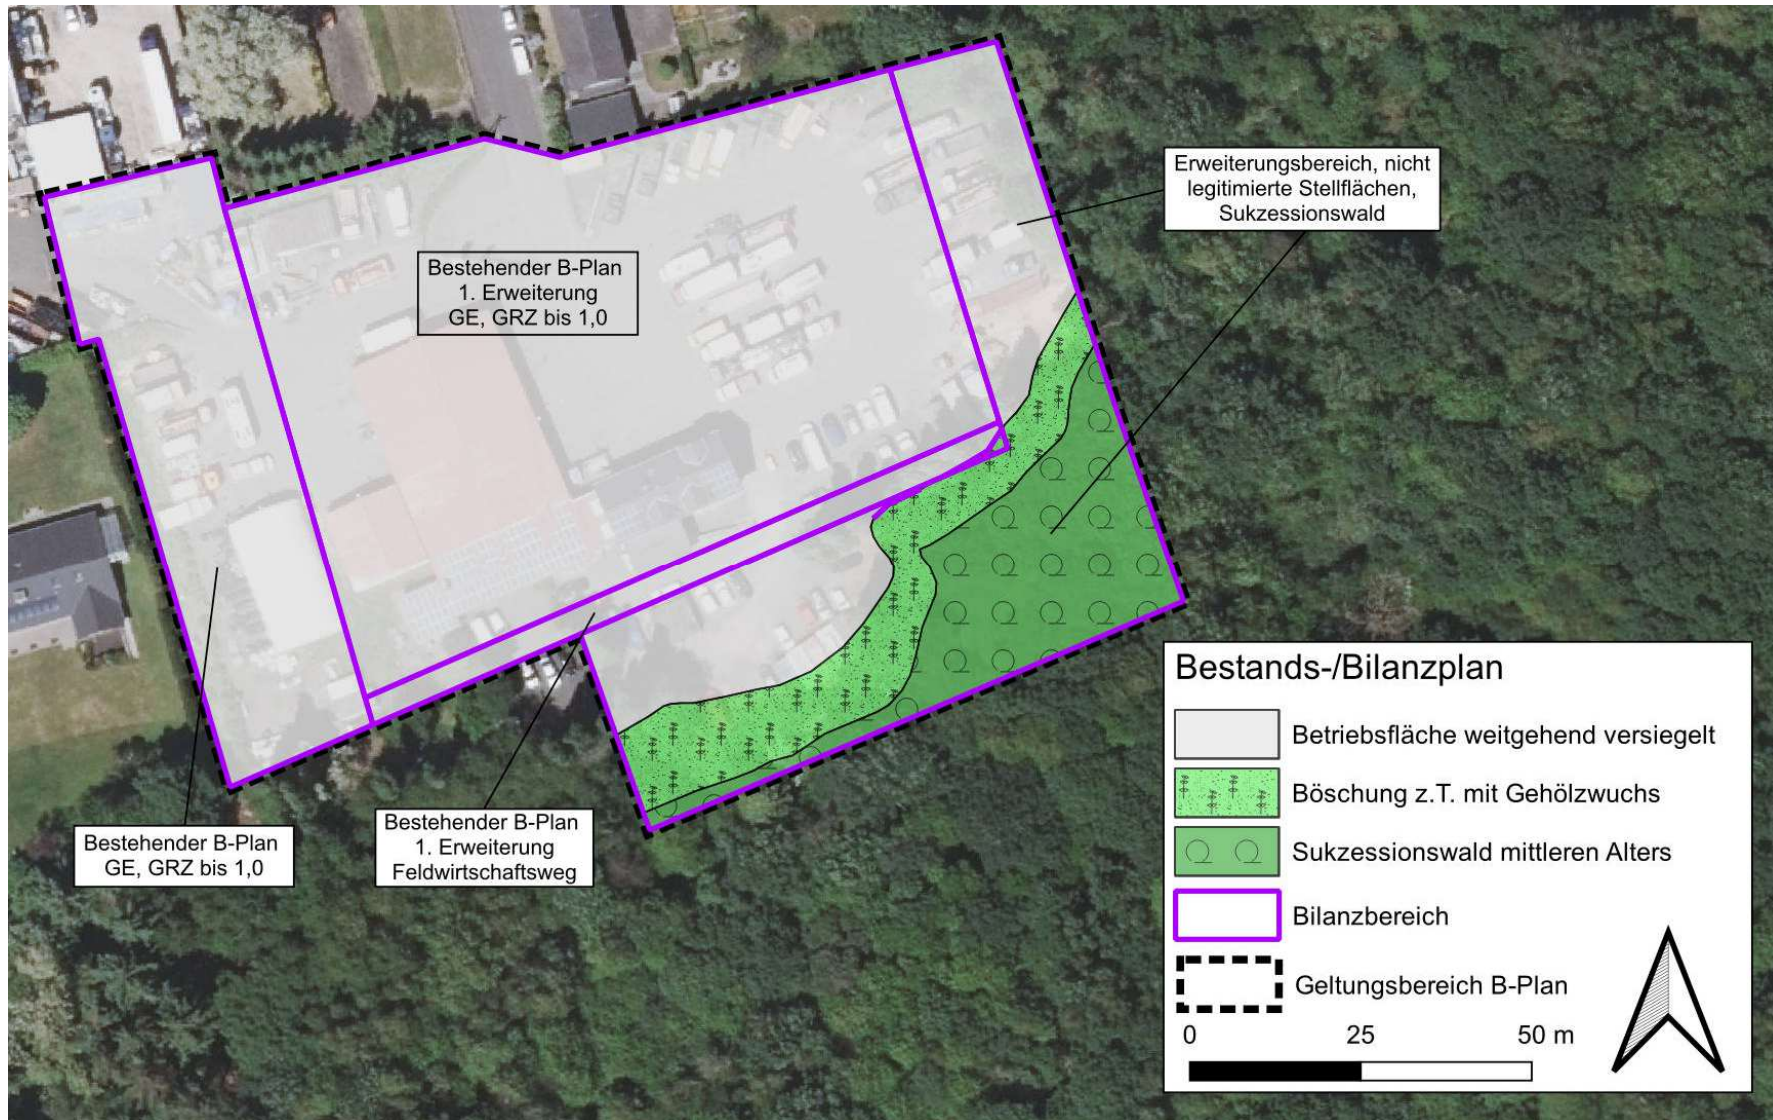 Erweiterungsbereich, nicht
legitimierte Stellflächen,
Sukzessionswald
Bestehender B-Plan
1. Erweiterung
GE, GRZ bis 1,0
Bestehender B-Plan
GE, GRZ bis 1,0
Bestehender B-Plan
1. Erweiterung
Feldwirtschaftsweg
Bestands-/Bilanzplan
Betriebsfläche weitgehend versiegelt
Böschung z.T. mit Gehölzwuchs
Sukzessionswald mittleren Alters
Bilanzbereich
Geltungsbereich B-Plan
0 25 50 m